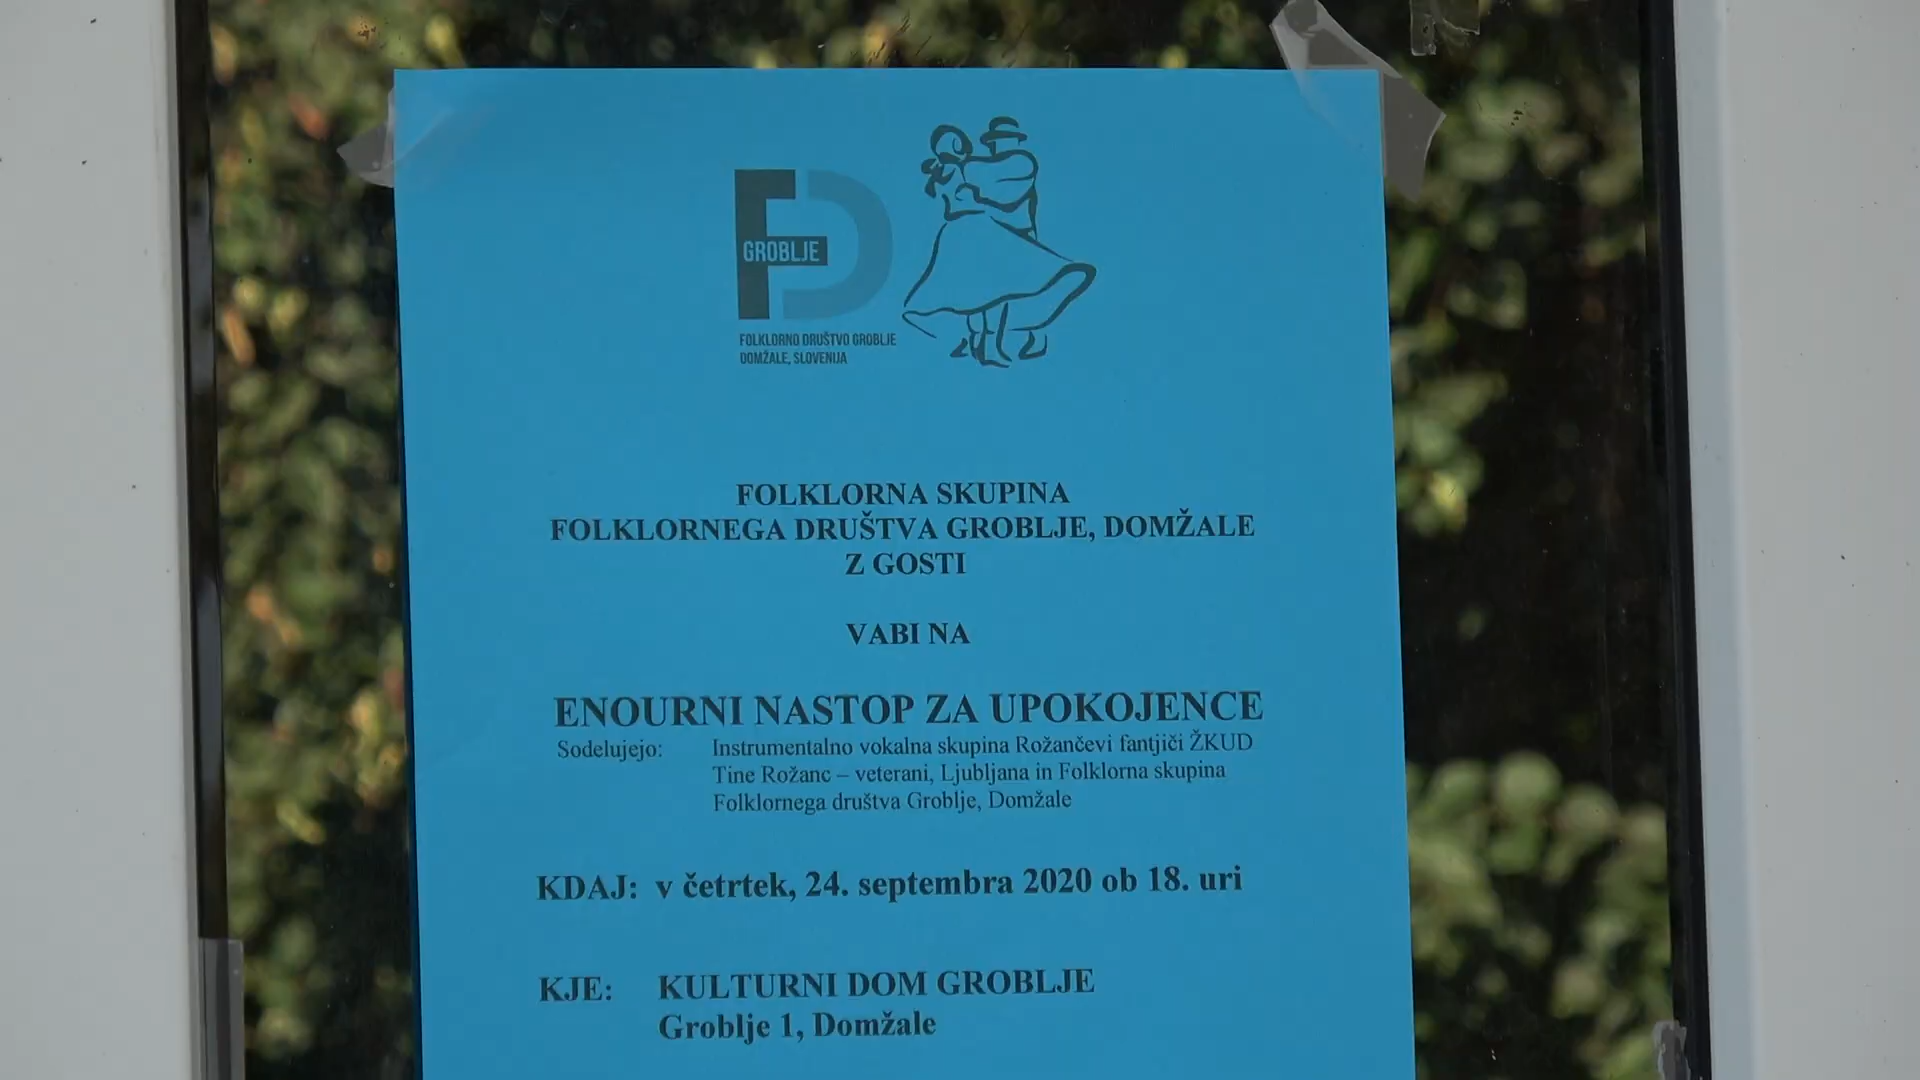 GROBLJE
FOLKLORNO DRUŠTVO GROBLJE
DOMŽALE, SLOVENIJA
FOLKLORNA SKUPINA
FOLKLORNEGA DRUŠTVA GROBLJE, DOMŽALE
Z GOSTI
VABI NA
ENOURNI NASTOP ZA UPOKOJENCE
Sodelujejo: Instrumentalno vokalna skupina Rožančevi fantjiči ŽKUD
Tine Rožanc – veterani, Ljubljana in Folklorna skupina
Folklornega društva Groblje, Domžale
KDAJ: v četrtek, 24. septembra 2020 ob 18. uri
KJE: KULTURNI DOM GROBLJE
Groblje 1, Domžale